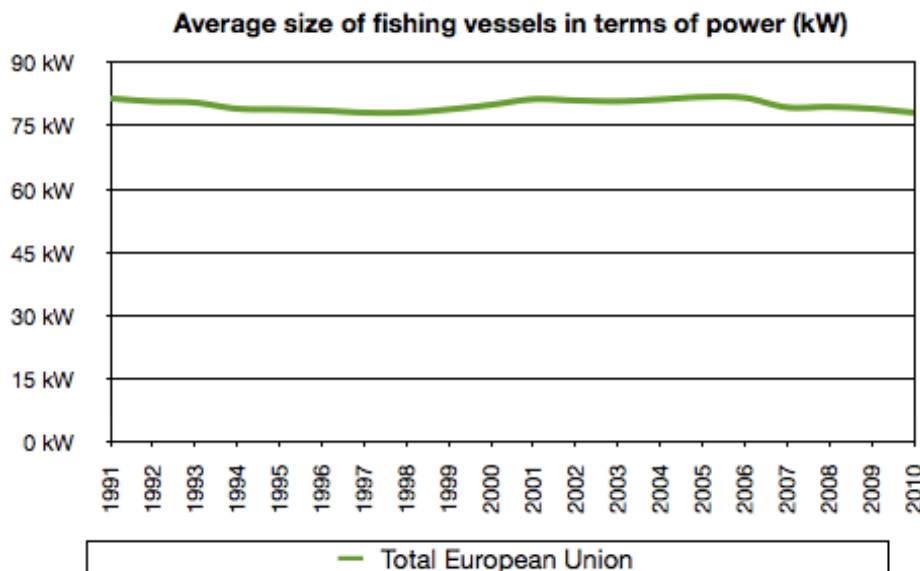 Average size of fishing vessels in terms of power (kW)
90 kW
75 kW
60 kW
45 kW
30 kW
15 kW
0 kW
1991
1992
1993
1994
1995
1996
1997
1998
1999
2000
2001
2002
2003
2004
2005
2006
2007
2008
2009
2010
Total European Union